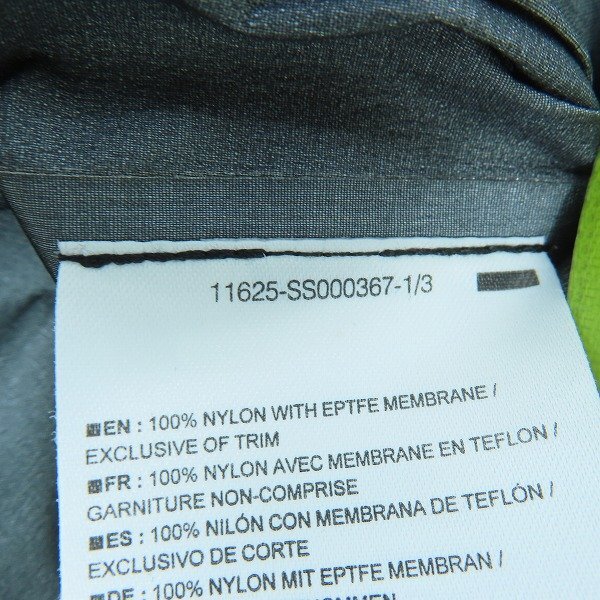 11625-SS000367-1/3
EN : 100% NYLON WITH EPTFE MEMBRANE /
EXCLUSIVE OF TRIM
FR : 100% NYLON AVEC MEMBRANE EN TEFLON /
GARNITURE NON-COMPRISE
ES : 100% NILÓN CON MEMBRANA DE TEFLÓN /
EXCLUSIVO DE CORTE
DE : 100% NYLON MIT EPTFE MEMBRAN /